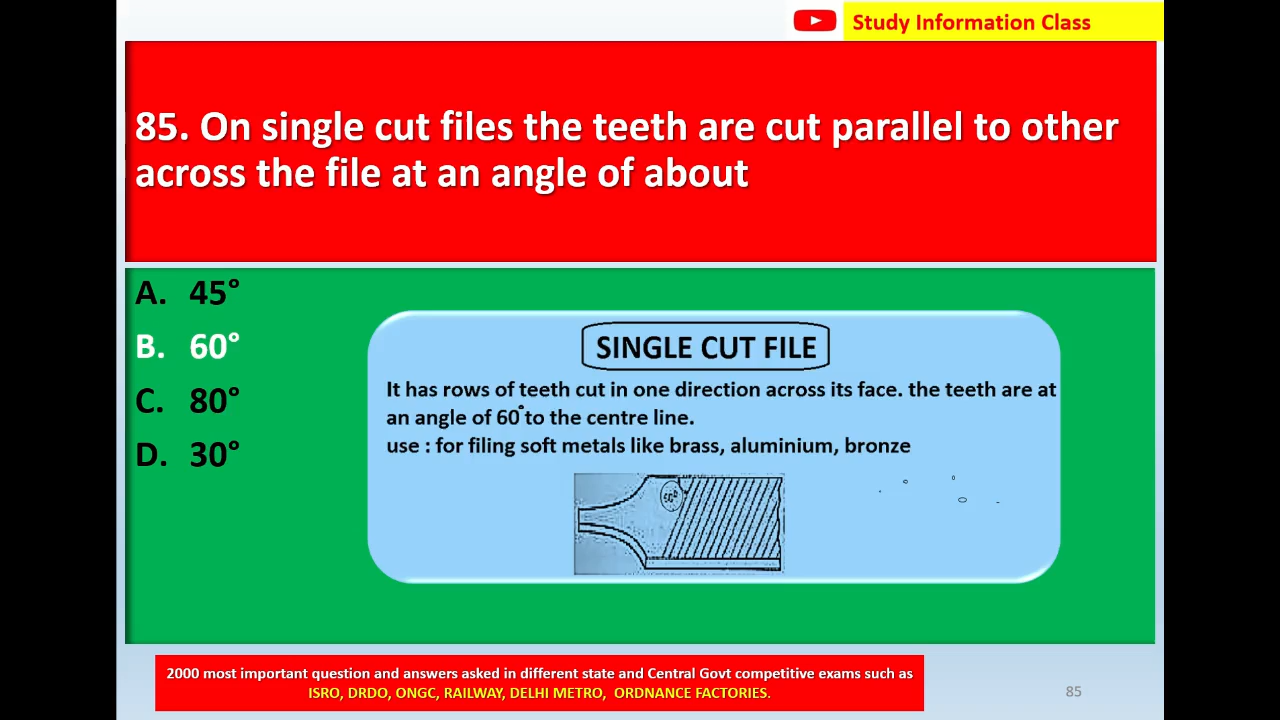 Study Information Class
85. On single cut files the teeth are cut parallel to other
across the file at an angle of about
A. 45°
B. 60°
C. 80°
D. 30°
SINGLE CUT FILE
It has rows of teeth cut in one direction across its face. the teeth are at
an angle of 60° to the centre line.
use : for filing soft metals like brass, aluminium, bronze
60°
2000 most important question and answers asked in different state and Central Govt competitive exams such as
ISRO, DRDO, ONGC, RAILWAY, DELHI METRO, ORDNANCE FACTORIES.
85